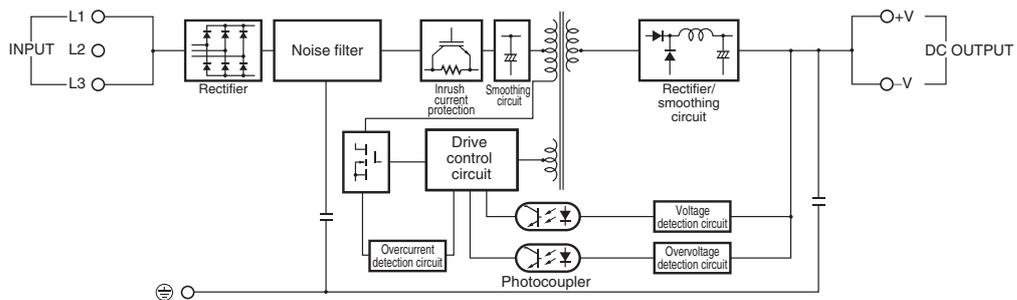 L1
INPUT
L2
L3
Rectifier
Noise filter
Inrush
current
protection
Smoothing
circuit
Rectifier/
smoothing
circuit
+V
DC OUTPUT
−V
Drive
control
circuit
Overcurrent
detection circuit
Voltage
detection circuit
Overvoltage
detection circuit
Photocoupler